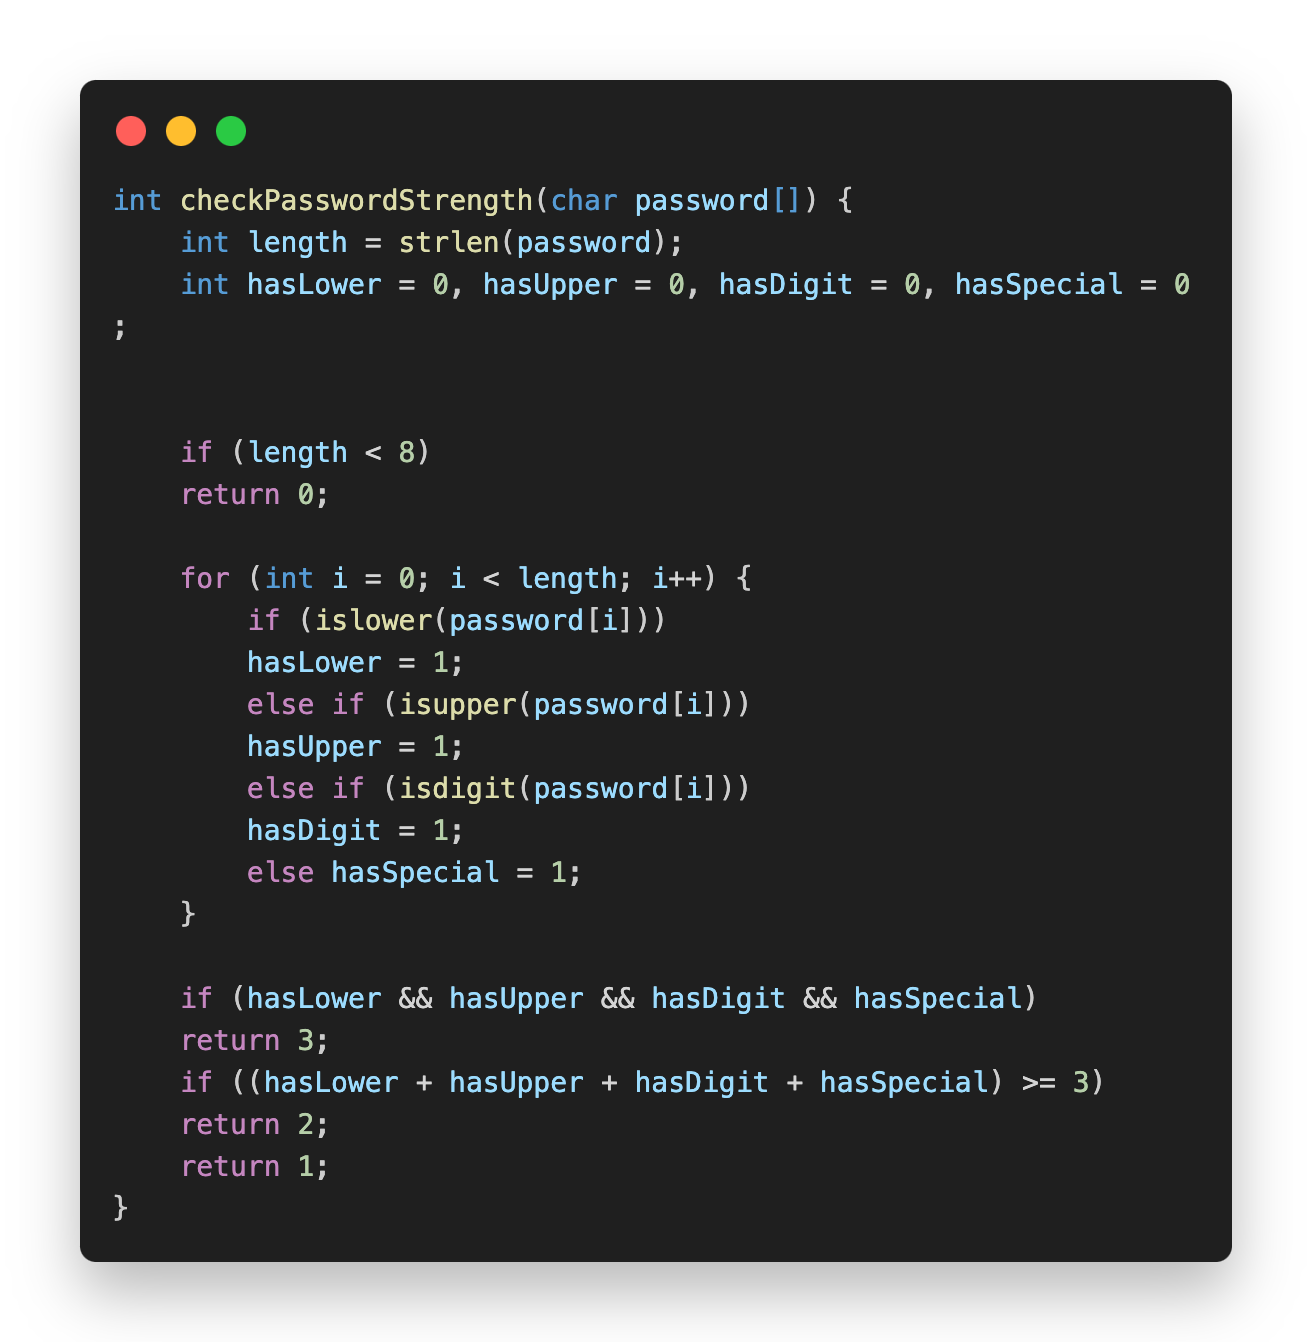 int checkPasswordStrength(char password[]) {
    int length = strlen(password);
    int hasLower = 0, hasUpper = 0, hasDigit = 0, hasSpecial = 0
;
    if (length < 8)
    return 0;
    for (int i = 0; i < length; i++) {
        if (islower(password[i]))
        hasLower = 1;
        else if (isupper(password[i]))
        hasUpper = 1;
        else if (isdigit(password[i]))
        hasDigit = 1;
        else hasSpecial = 1;
    }
    if (hasLower && hasUpper && hasDigit && hasSpecial)
    return 3;
    if ((hasLower + hasUpper + hasDigit + hasSpecial) >= 3)
    return 2;
    return 1;
}